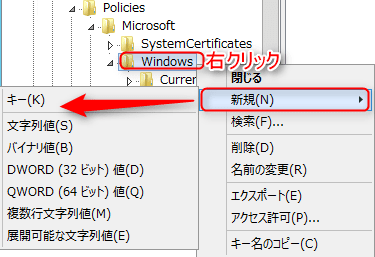 Policies
Microsoft
SystemCertificates
Windows 右クリック
Curren
閉じる
新規(N)
検索(F)...
削除(D)
名前の変更(R)
エクスポート(E)
アクセス許可(P)...
キー名のコピー(C)
キー(K)
文字列値(S)
バイナリ値(B)
DWORD (32 ビット) 値(D)
QWORD (64 ビット) 値(Q)
複数行文字列値(M)
展開可能な文字列値(E)